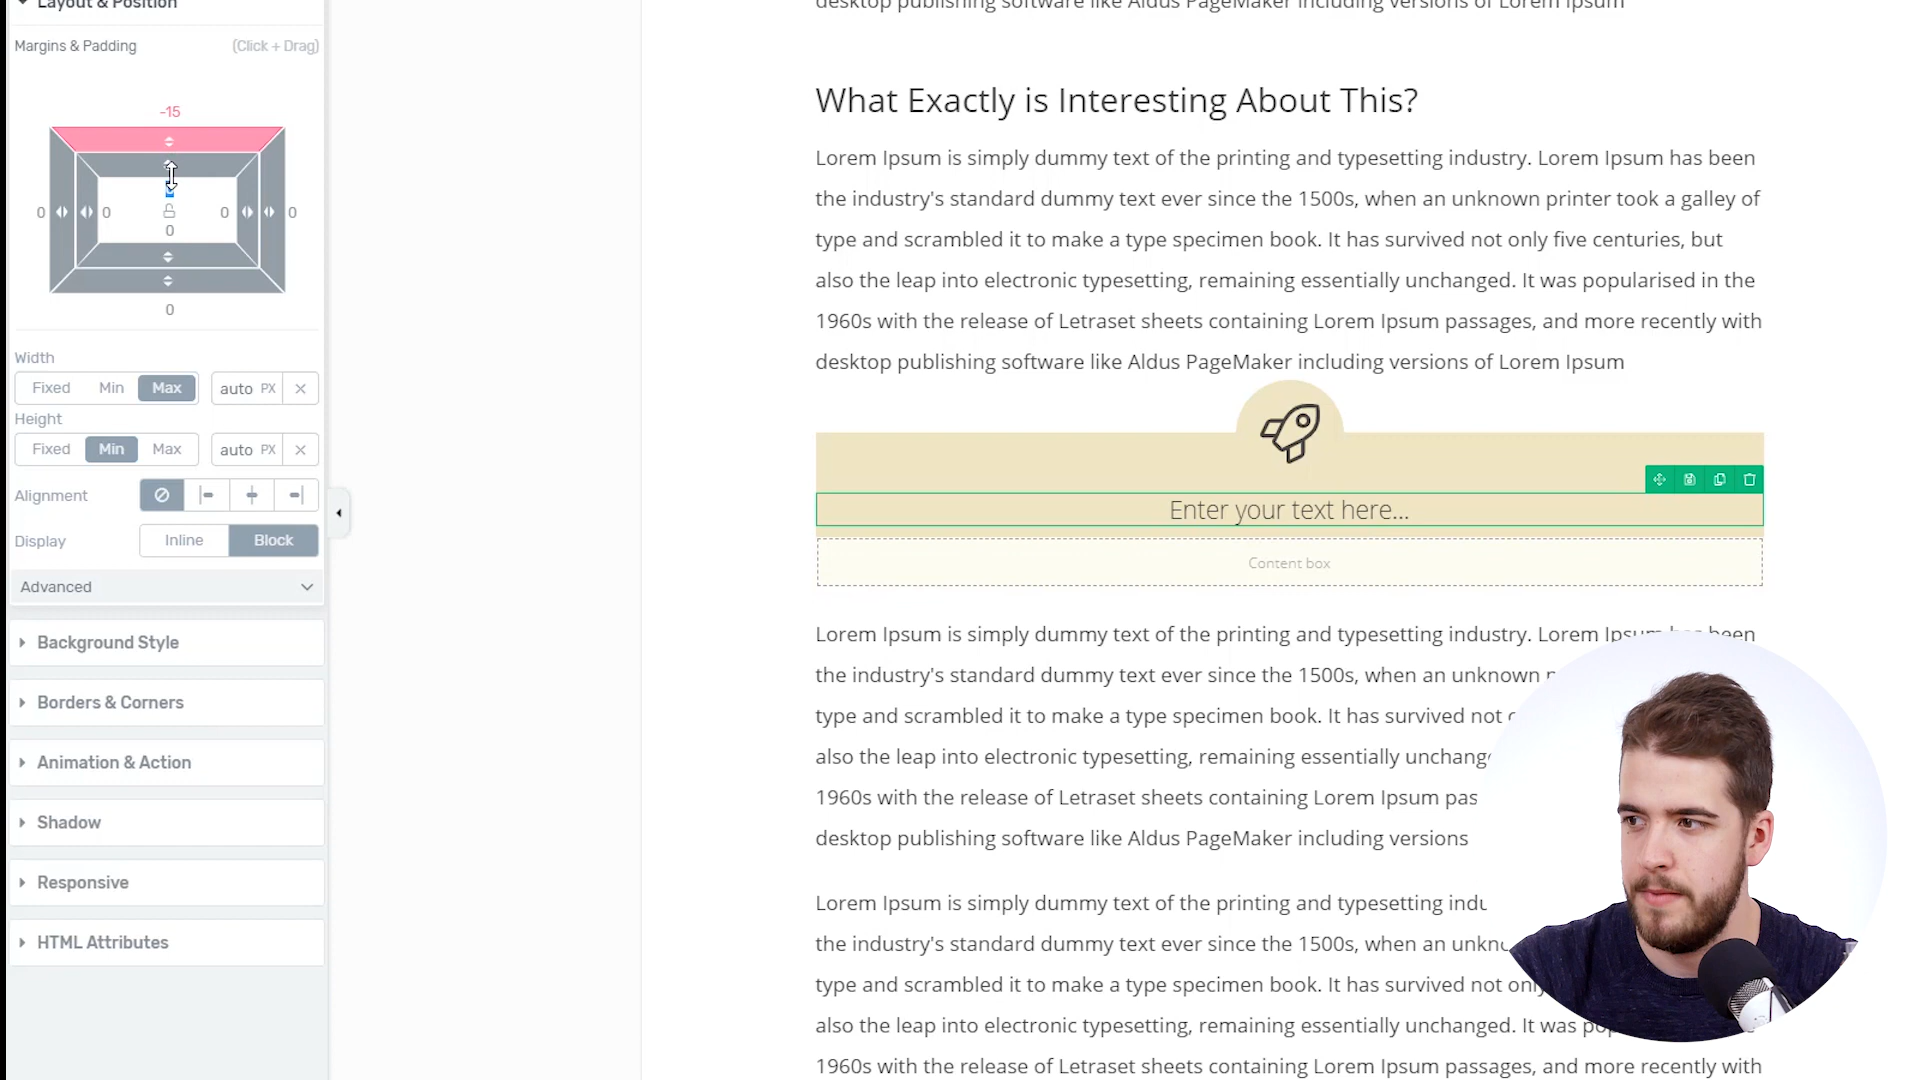 Layout & Position
Margins & Padding (Click + Drag)
-15
0 0 0 0
0
0
Width
Fixed Min Max auto PX
Height
Fixed Min Max auto PX
Alignment
Display Inline Block
Advanced
Background Style
Borders & Corners
Animation & Action
Shadow
Responsive
HTML Attributes
desktop publishing software like Aldus PageMaker including versions of Lorem Ipsum
What Exactly is Interesting About This?
Lorem Ipsum is simply dummy text of the printing and typesetting industry. Lorem Ipsum has been
the industry's standard dummy text ever since the 1500s, when an unknown printer took a galley of
type and scrambled it to make a type specimen book. It has survived not only five centuries, but
also the leap into electronic typesetting, remaining essentially unchanged. It was popularised in the
1960s with the release of Letraset sheets containing Lorem Ipsum passages, and more recently with
desktop publishing software like Aldus PageMaker including versions of Lorem Ipsum
Enter your text here...
Content box
Lorem Ipsum is simply dummy text of the printing and typesetting industry. Lorem Ipsum has been
the industry's standard dummy text ever since the 1500s, when an unknown
type and scrambled it to make a type specimen book. It has survived not
also the leap into electronic typesetting, remaining essentially
1960s with the release of Letraset sheets containing Lorem Ipsum
desktop publishing software like Aldus PageMaker including versions
Lorem Ipsum is simply dummy text of the printing and typesetting
the industry's standard dummy text ever since the 1500s, when an
type and scrambled it to make a type specimen book. It has survived not
also the leap into electronic typesetting, remaining essentially unchanged. It was
1960s with the release of Letraset sheets containing Lorem Ipsum passages, and more recently with